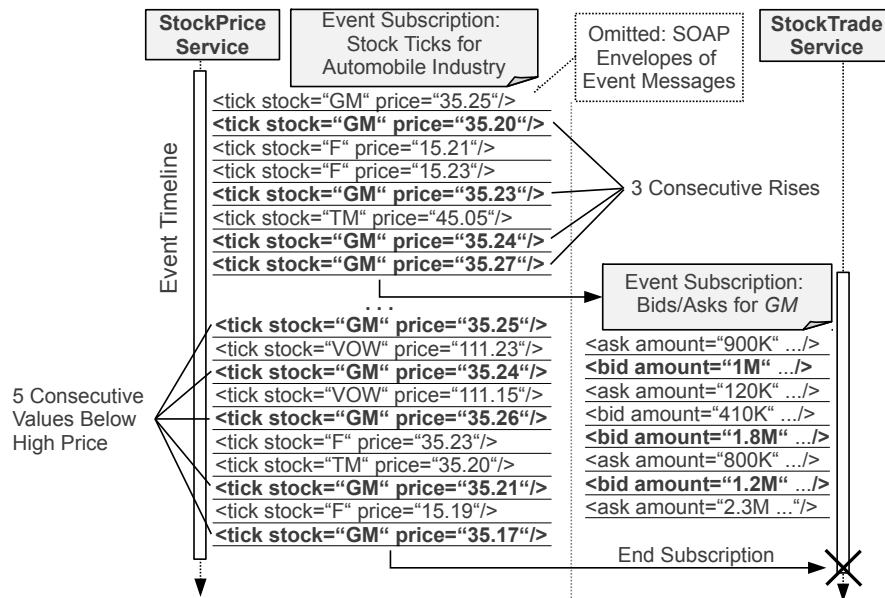 StockPrice
Service
Event Subscription:
Stock Ticks for
Automobile Industry
Omitted: SOAP
Envelopes of
Event Messages
StockTrade
Service
Event Timeline
<tick stock=“GM“ price=“35.25“/>
<tick stock=“GM“ price=“35.20“/>
<tick stock=“F“ price=“15.21“/>
<tick stock=“F“ price=“15.23“/>
<tick stock=“GM“ price=“35.23“/>
<tick stock=“TM“ price=“45.05“/>
<tick stock=“GM“ price=“35.24“/>
<tick stock=“GM“ price=“35.27“/>
3 Consecutive Rises
. . .
Event Subscription:
Bids/Asks for GM
5 Consecutive
Values Below
High Price
<tick stock=“GM“ price=“35.25“/>
<tick stock=“VOW“ price=“111.23“/>
<tick stock=“GM“ price=“35.24“/>
<tick stock=“VOW“ price=“111.15“/>
<tick stock=“GM“ price=“35.26“/>
<tick stock=“F“ price=“35.23“/>
<tick stock=“TM“ price=“35.20“/>
<tick stock=“GM“ price=“35.21“/>
<tick stock=“F“ price=“15.19“/>
<tick stock=“GM“ price=“35.17“/>
<ask amount=“900K“ .../>
<bid amount=“1M“ .../>
<ask amount=“120K“ .../>
<bid amount=“410K“ .../>
<bid amount=“1.8M“ .../>
<ask amount=“800K“ .../>
<bid amount=“1.2M“ .../>
<ask amount=“2.3M ...“/>
End Subscription